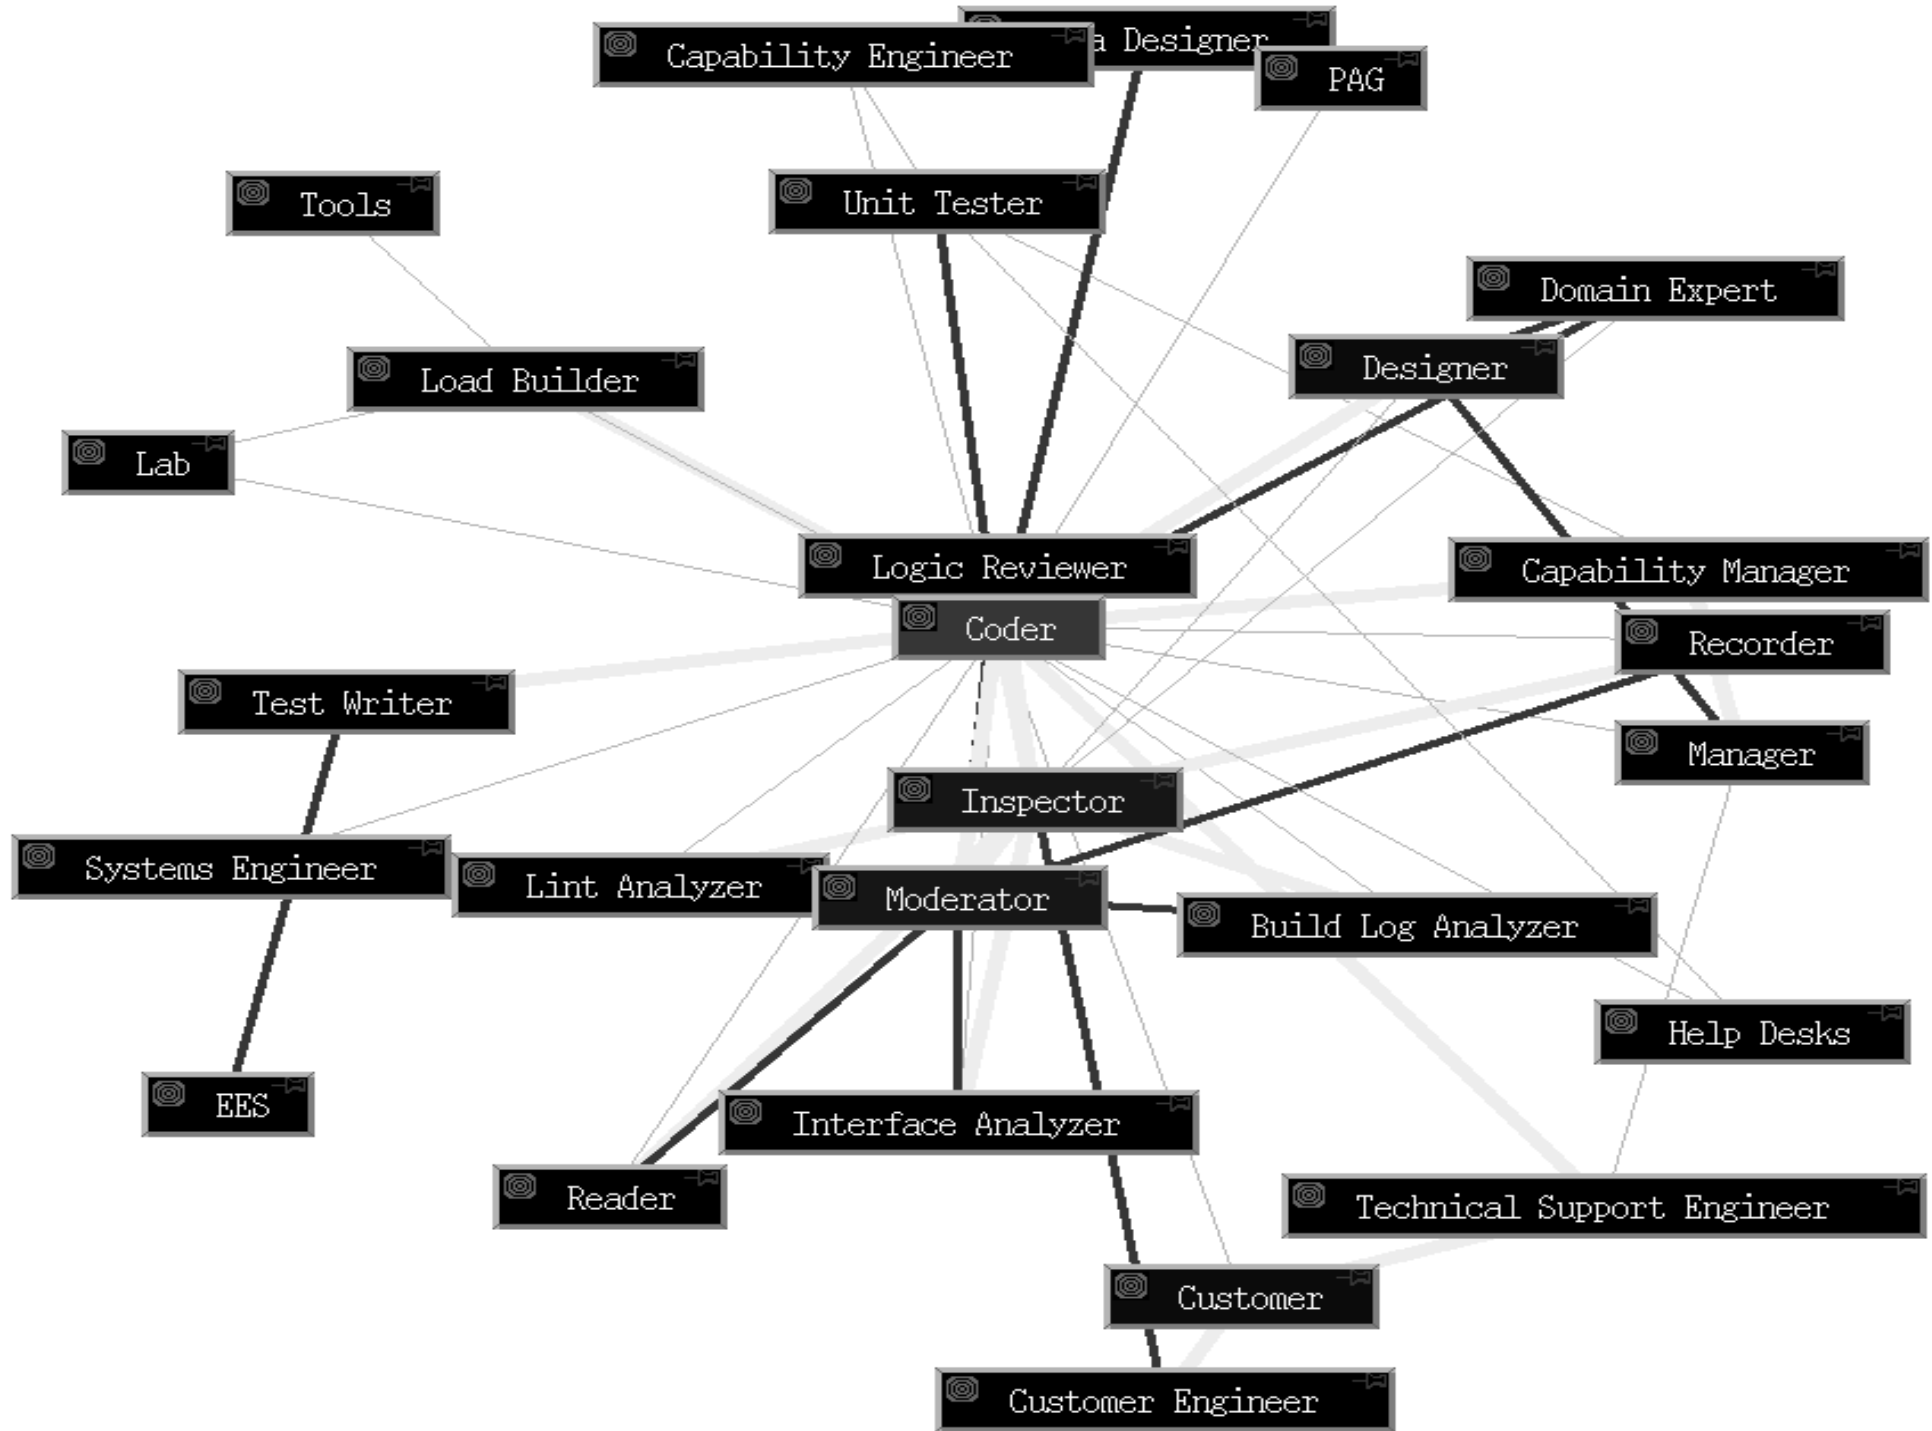 Capability Engineer
a Designer
PAG
Tools
Unit Tester
Domain Expert
Designer
Load Builder
Lab
Logic Reviewer
Capability Manager
Coder
Recorder
Test Writer
Manager
Inspector
Systems Engineer
Lint Analyzer
Moderator
Build Log Analyzer
Help Desks
EES
Interface Analyzer
Reader
Technical Support Engineer
Customer
Customer Engineer